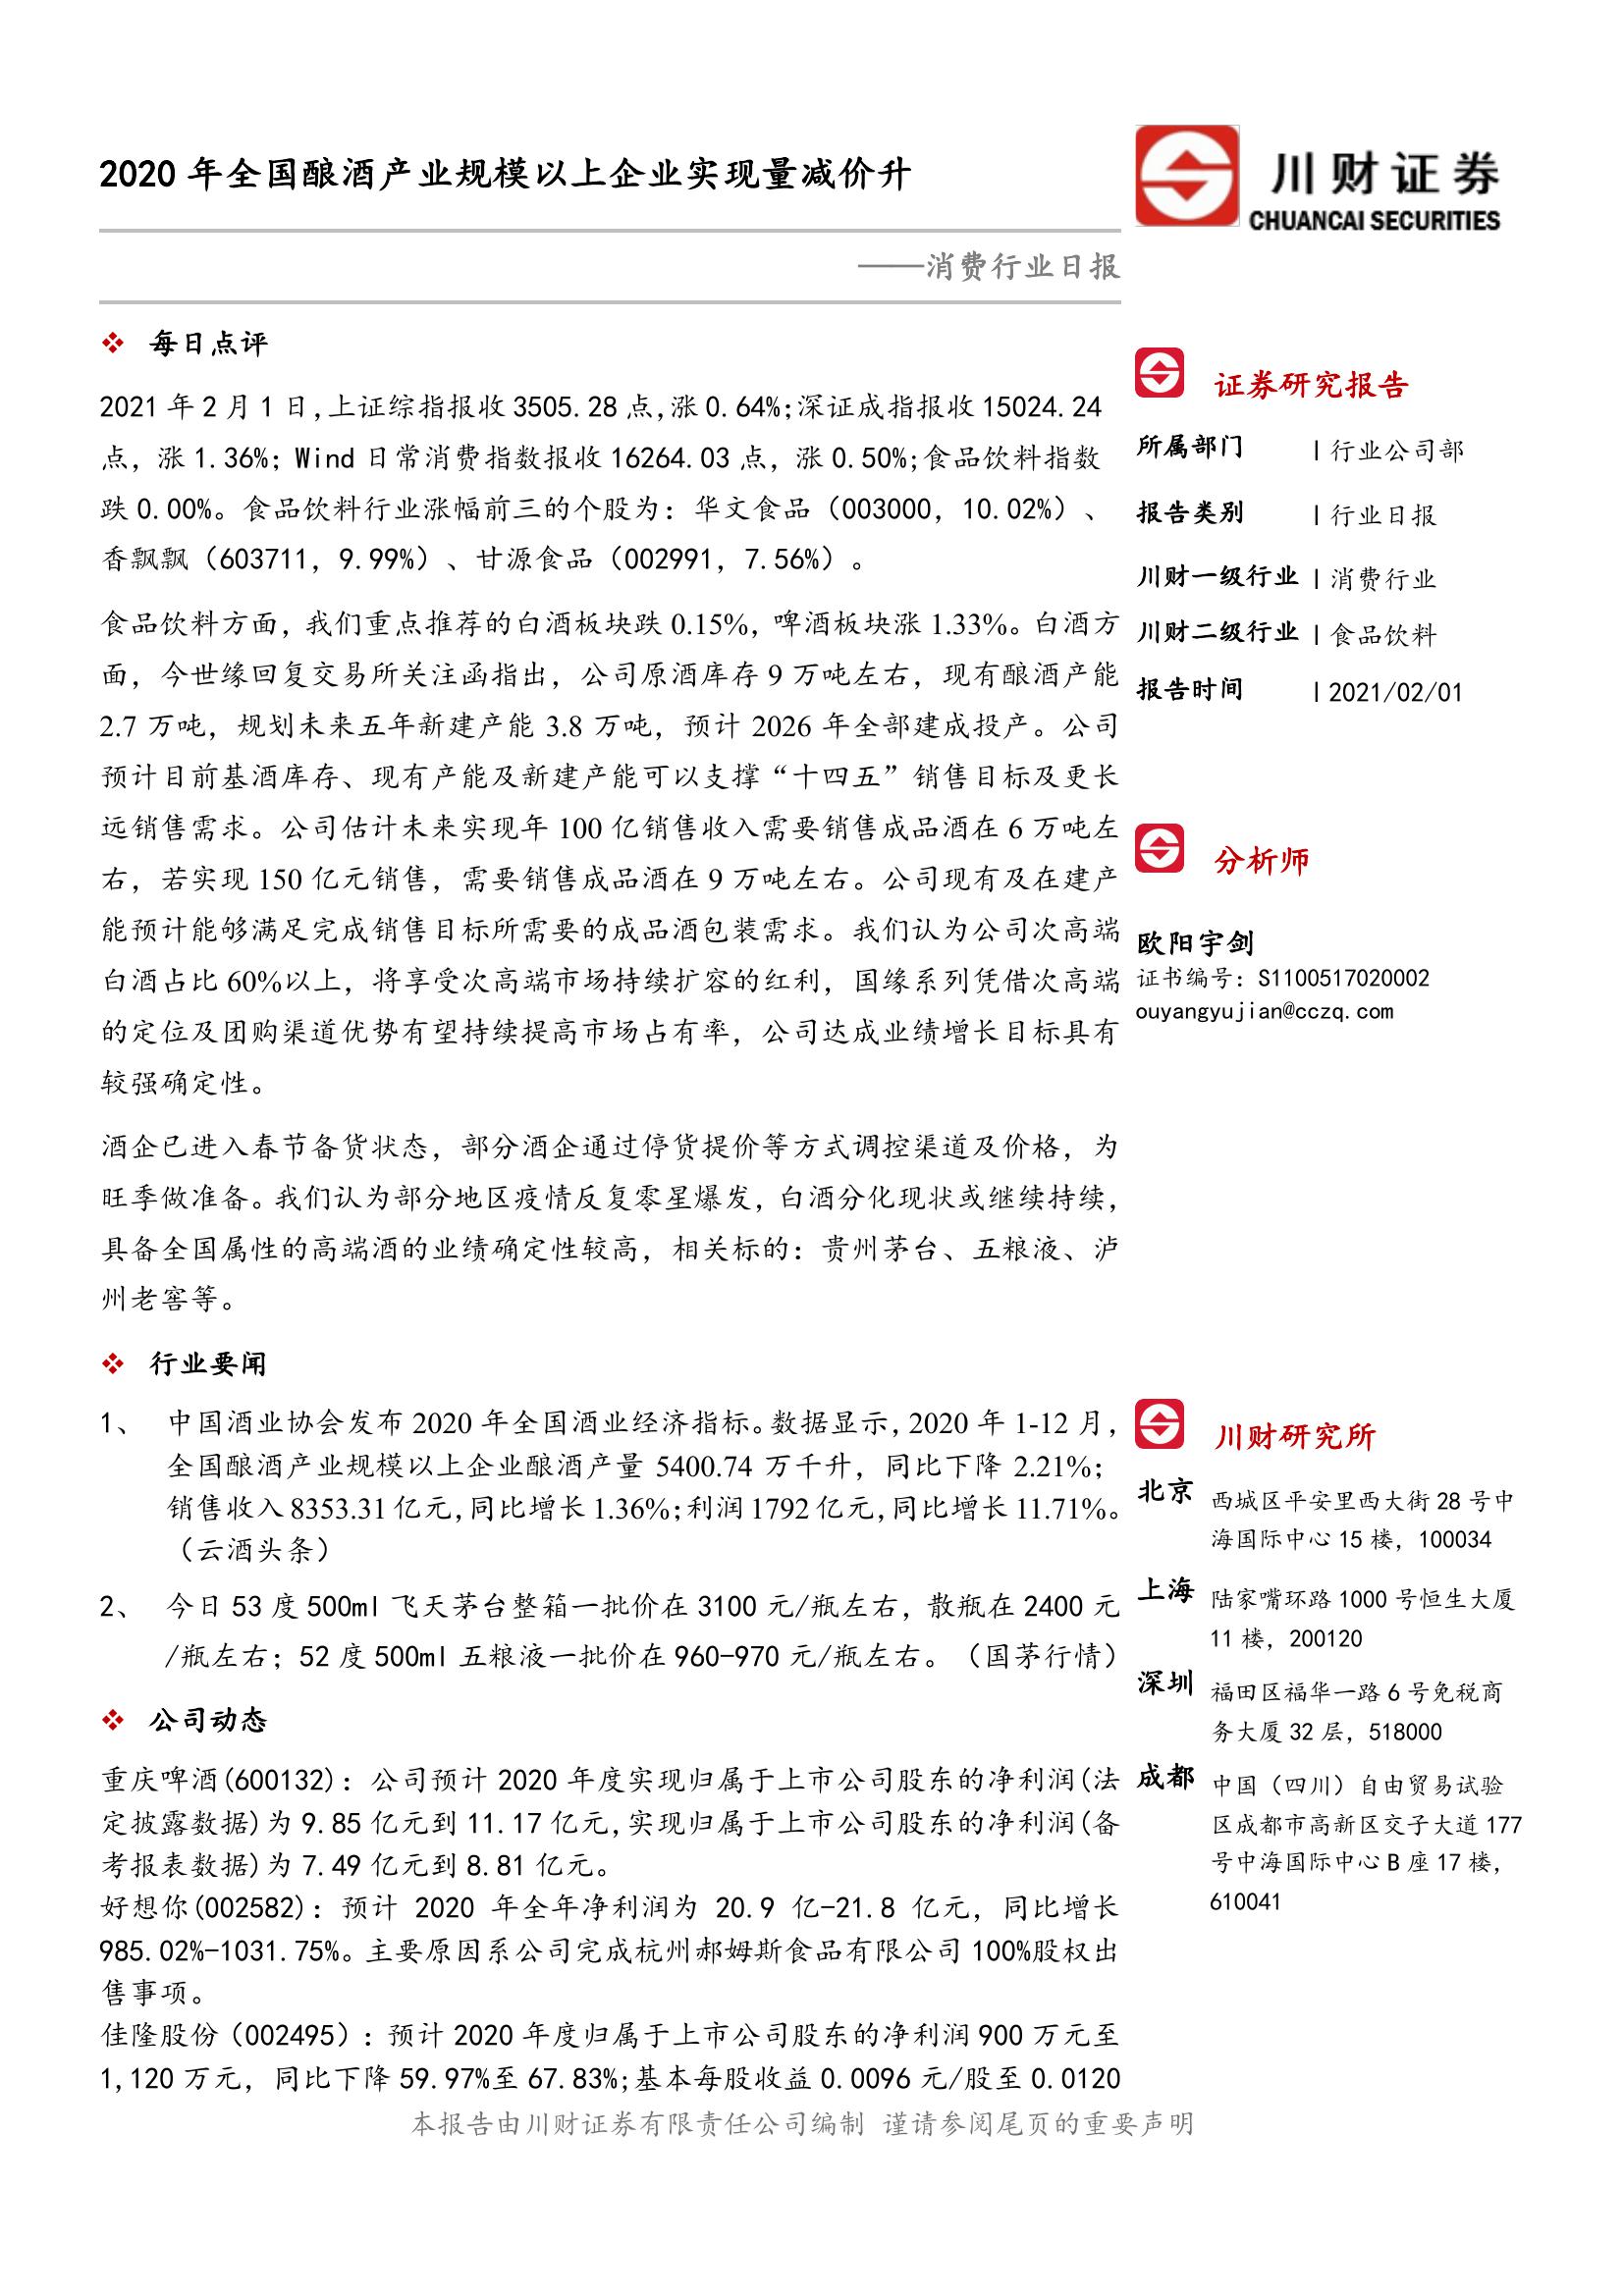 2020 年全国酿酒产业规模以上企业实现量减价升
川财证券
CHUANCAI SECURITIES
——消费行业日报
❖ 每日点评
2021 年 2 月 1 日,上证综指报收 3505.28 点,涨 0.64%;深证成指报收 15024.24
点，涨 1.36%；Wind 日常消费指数报收 16264.03 点，涨 0.50%;食品饮料指数
跌 0.00%。食品饮料行业涨幅前三的个股为：华文食品（003000，10.02%）、
香飘飘（603711，9.99%）、甘源食品（002991，7.56%）。
食品饮料方面，我们重点推荐的白酒板块跌 0.15%，啤酒板块涨 1.33%。白酒方
面，今世缘回复交易所关注函指出，公司原酒库存 9 万吨左右，现有酿酒产能
2.7 万吨，规划未来五年新建产能 3.8 万吨，预计 2026 年全部建成投产。公司
预计目前基酒库存、现有产能及新建产能可以支撑“十四五”销售目标及更长
远销售需求。公司估计未来实现年 100 亿销售收入需要销售成品酒在 6 万吨左
右，若实现 150 亿元销售，需要销售成品酒在 9 万吨左右。公司现有及在建产
能预计能够满足完成销售目标所需要的成品酒包装需求。我们认为公司次高端
白酒占比 60%以上，将享受次高端市场持续扩容的红利，国缘系列凭借次高端
的定位及团购渠道优势有望持续提高市场占有率，公司达成业绩增长目标具有
较强确定性。
酒企已进入春节备货状态，部分酒企通过停货提价等方式调控渠道及价格，为
旺季做准备。我们认为部分地区疫情反复零星爆发，白酒分化现状或继续持续，
具备全国属性的高端酒的业绩确定性较高，相关标的：贵州茅台、五粮液、泸
州老窖等。
❖ 行业要闻
1、 中国酒业协会发布 2020 年全国酒业经济指标。数据显示，2020 年 1-12 月，
全国酿酒产业规模以上企业酿酒产量 5400.74 万千升，同比下降 2.21%；
销售收入 8353.31 亿元，同比增长 1.36%；利润 1792 亿元，同比增长 11.71%。
（云酒头条）
2、 今日 53 度 500ml 飞天茅台整箱一批价在 3100 元/瓶左右，散瓶在 2400 元
/瓶左右；52 度 500ml 五粮液一批价在 960-970 元/瓶左右。（国茅行情）
❖ 公司动态
重庆啤酒(600132)：公司预计 2020 年度实现归属于上市公司股东的净利润(法
定披露数据)为 9.85 亿元到 11.17 亿元,实现归属于上市公司股东的净利润(备
考报表数据)为 7.49 亿元到 8.81 亿元。
好想你(002582)：预计 2020 年全年净利润为 20.9 亿-21.8 亿元，同比增长
985.02%-1031.75%。主要原因系公司完成杭州郝姆斯食品有限公司 100%股权出
售事项。
佳隆股份（002495）：预计 2020 年度归属于上市公司股东的净利润 900 万元至
1,120 万元，同比下降 59.97%至 67.83%;基本每股收益 0.0096 元/股至 0.0120
证券研究报告
所属部门 | 行业公司部
报告类别 | 行业日报
川财一级行业 | 消费行业
川财二级行业 | 食品饮料
报告时间 | 2021/02/01
分析师
欧阳宇剑
证书编号：S1100517020002
ouyangyujian@cczq.com
川财研究所
北京 西城区平安里西大街 28 号中
海国际中心 15 楼，100034
上海 陆家嘴环路 1000 号恒生大厦
11 楼，200120
深圳 福田区福华一路 6 号免税商
务大厦 32 层，518000
成都 中国（四川）自由贸易试验
区成都市高新区交子大道 177
号中海国际中心 B 座 17 楼，
610041
本报告由川财证券有限责任公司编制 谨请参阅尾页的重要声明